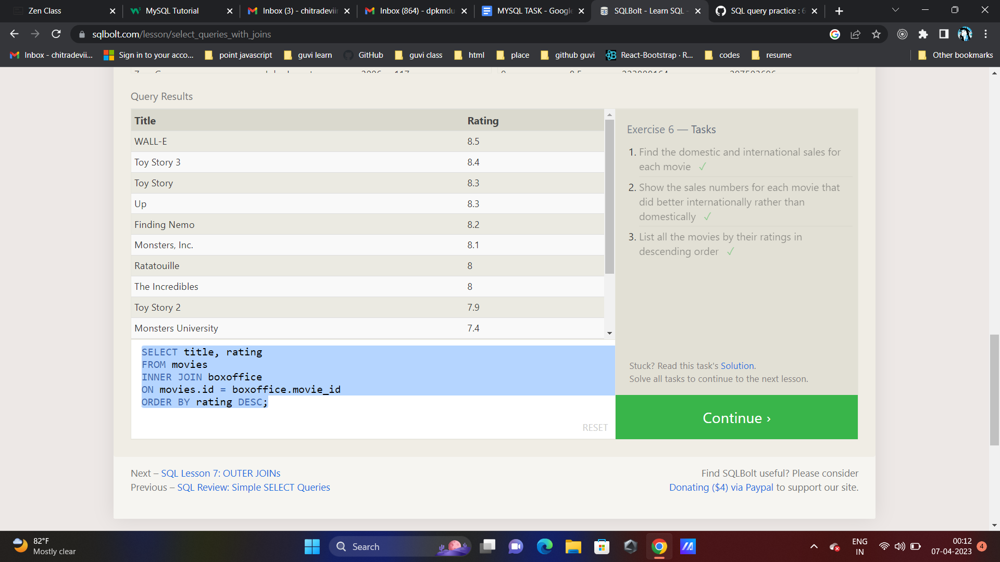 Zen Class
MySQL Tutorial
Inbox (3) - chitradeviir
Inbox (864) - dpkmdu
MYSQL TASK - Google
SQLBolt - Learn SQL -
SQL query practice : 6
sqlbolt.com/lesson/select_queries_with_joins
Inbox - chitradevii...
Sign in to your acco...
point javascript
guvi learn
GitHub
guvi class
html
place
github guvi
React-Bootstrap · R...
codes
resume
Other bookmarks
Query Results
Title Rating
WALL-E 8.5
Toy Story 3 8.4
Toy Story 8.3
Up 8.3
Finding Nemo 8.2
Monsters, Inc. 8.1
Ratatouille 8
The Incredibles 8
Toy Story 2 7.9
Monsters University 7.4
SELECT title, rating
FROM movies
INNER JOIN boxoffice
ON movies.id = boxoffice.movie_id
ORDER BY rating DESC;
RESET
Exercise 6 — Tasks
1. Find the domestic and international sales for
each movie ✓
2. Show the sales numbers for each movie that
did better internationally rather than
domestically ✓
3. List all the movies by their ratings in
descending order ✓
Stuck? Read this task's Solution.
Solve all tasks to continue to the next lesson.
Continue ›
Next – SQL Lesson 7: OUTER JOINs
Previous – SQL Review: Simple SELECT Queries
Find SQLBolt useful? Please consider
Donating ($4) via Paypal to support our site.
82°F
Mostly clear
Search
ENG
IN
00:12
07-04-2023
4